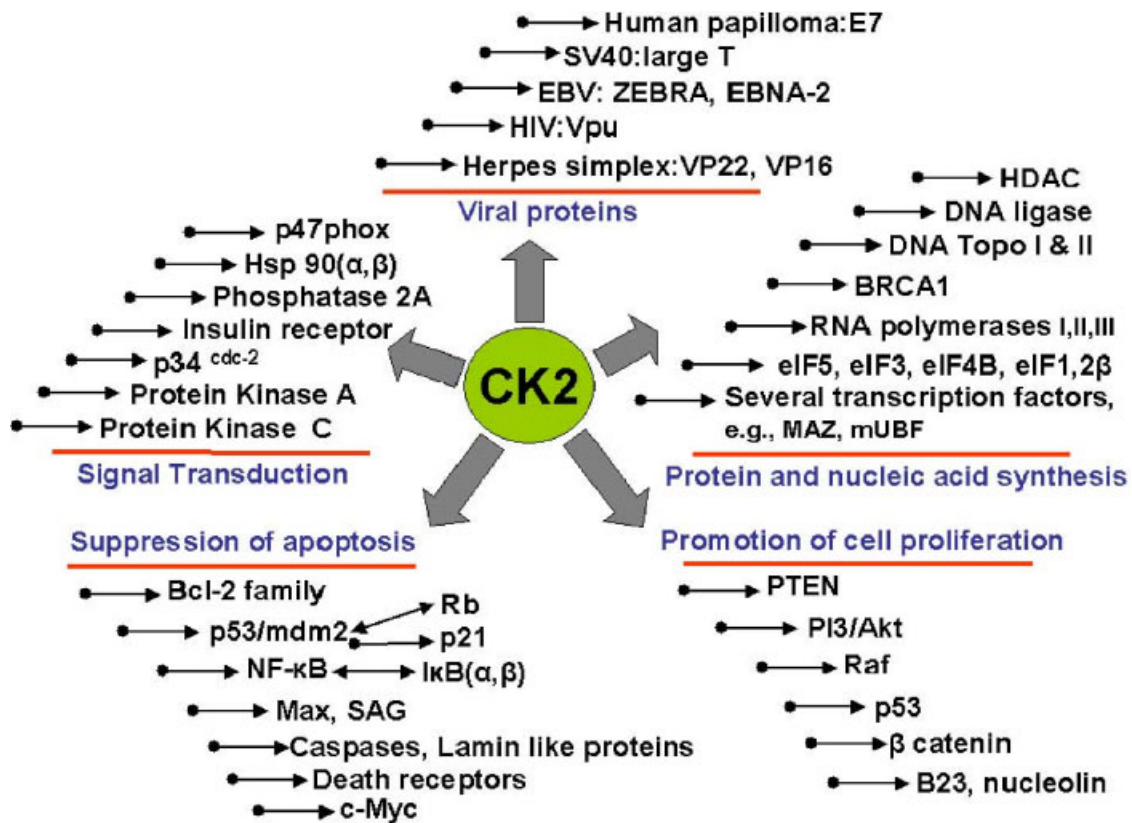 Human papilloma:E7
SV40:large T
EBV: ZEBRA, EBNA-2
HIV:Vpu
Herpes simplex:VP22, VP16
Viral proteins
p47phox
Hsp 90(α,β)
Phosphatase 2A
Insulin receptor
p34 cdc-2
Protein Kinase A
Protein Kinase C
Signal Transduction
CK2
HDAC
DNA ligase
DNA Topo I & II
BRCA1
RNA polymerases I,II,III
eIF5, eIF3, eIF4B, eIF1,2β
Several transcription factors,
e.g., MAZ, mUBF
Protein and nucleic acid synthesis
Suppression of apoptosis
Bcl-2 family
p53/mdm2
Rb
p21
NF-κB
IκB(α,β)
Max, SAG
Caspases, Lamin like proteins
Death receptors
c-Myc
Promotion of cell proliferation
PTEN
PI3/Akt
Raf
p53
β catenin
B23, nucleolin